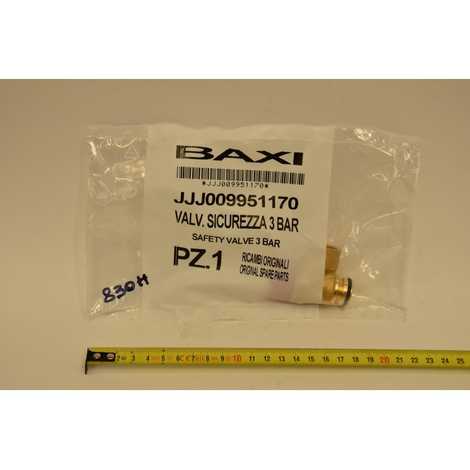 BAXI
*JJJ009951170*
JJJ009951170
VALV. SICUREZZA 3 BAR
SAFETY VALVE 3 BAR
PZ.1
RICAMBI ORIGINALI
ORIGINAL SPARE PARTS
830H
2 3 4 5 6 7 8 9 10 11 12 13 14 15 16 17 18 19 20 21 22 23 24 25